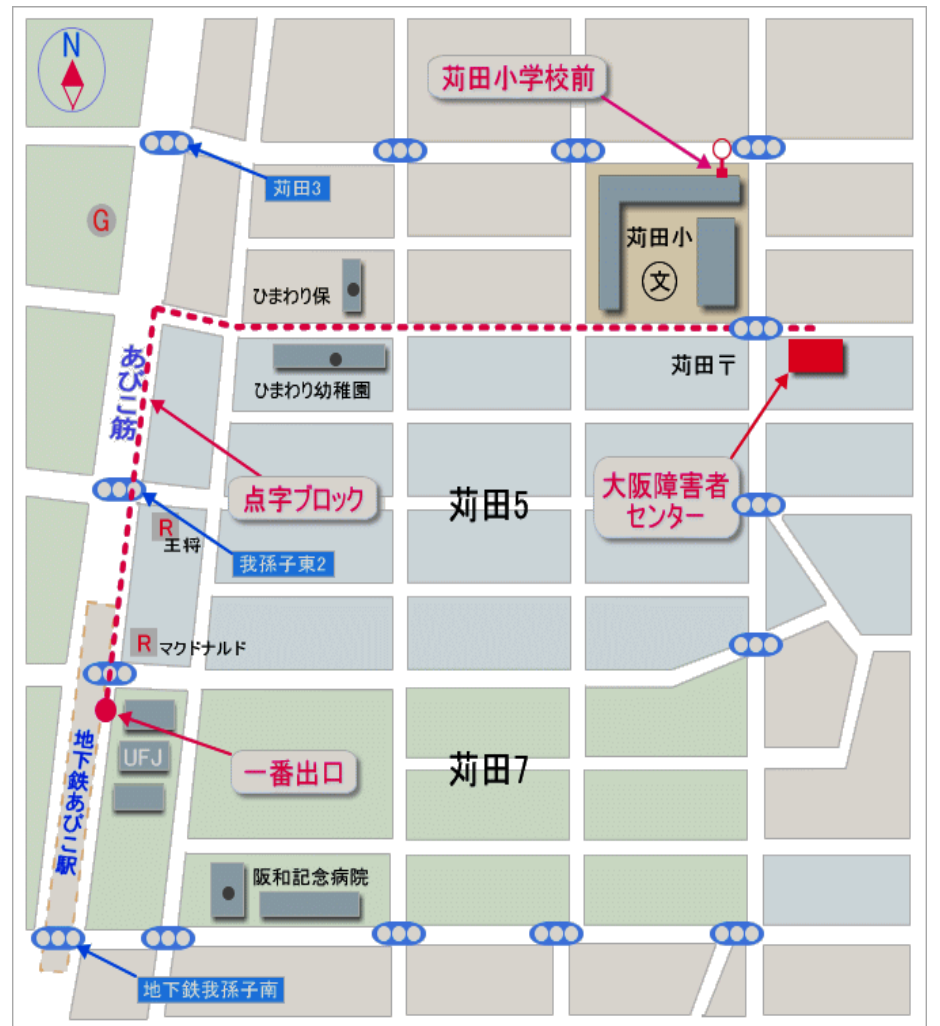 N
苅田小学校前
苅田3
G
苅田小
文
ひまわり保
あびこ筋
ひまわり幼稚園
苅田〒
点字ブロック
苅田5
大阪障害者
センター
R
王将
我孫子東2
R
マクドナルド
地下鉄あびこ駅
UFJ
一番出口
苅田7
阪和記念病院
地下鉄我孫子南